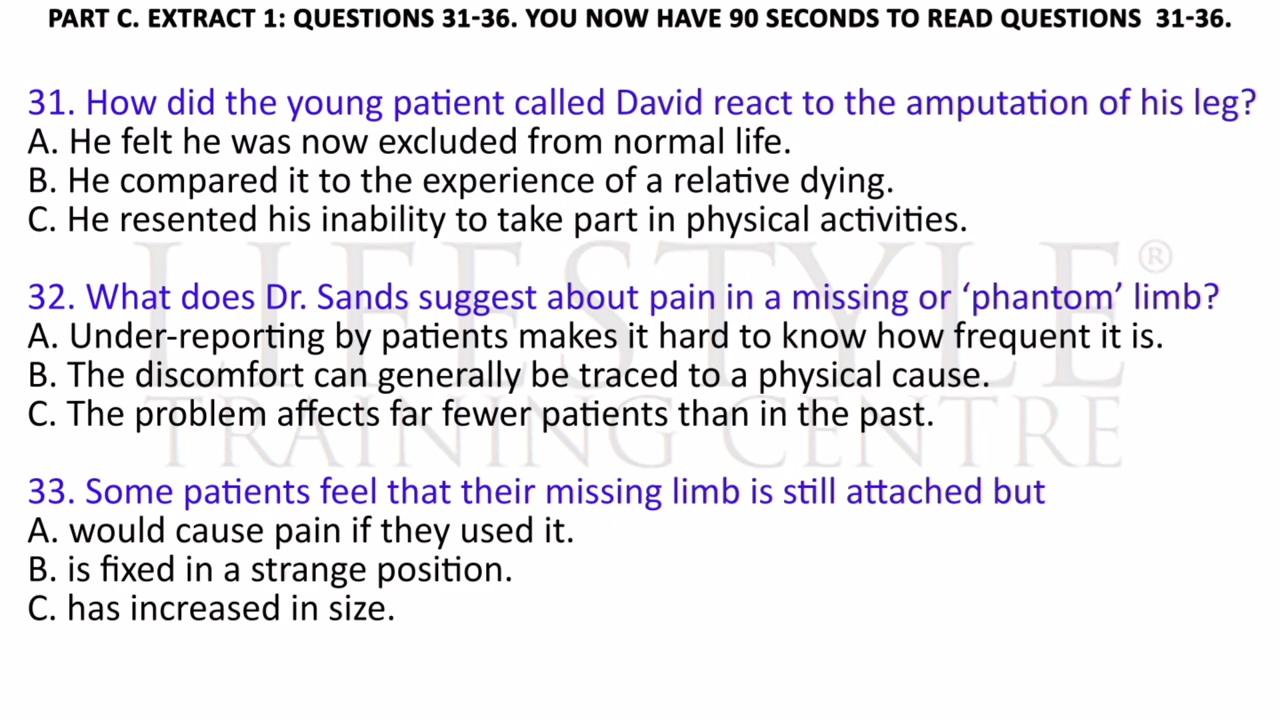 PART C. EXTRACT 1: QUESTIONS 31-36. YOU NOW HAVE 90 SECONDS TO READ QUESTIONS 31-36.
31. How did the young patient called David react to the amputation of his leg?
A. He felt he was now excluded from normal life.
B. He compared it to the experience of a relative dying.
C. He resented his inability to take part in physical activities.
32. What does Dr. Sands suggest about pain in a missing or ‘phantom’ limb?
A. Under-reporting by patients makes it hard to know how frequent it is.
B. The discomfort can generally be traced to a physical cause.
C. The problem affects far fewer patients than in the past.
33. Some patients feel that their missing limb is still attached but
A. would cause pain if they used it.
B. is fixed in a strange position.
C. has increased in size.
LIFESTYLE®
TRAINING CENTRE